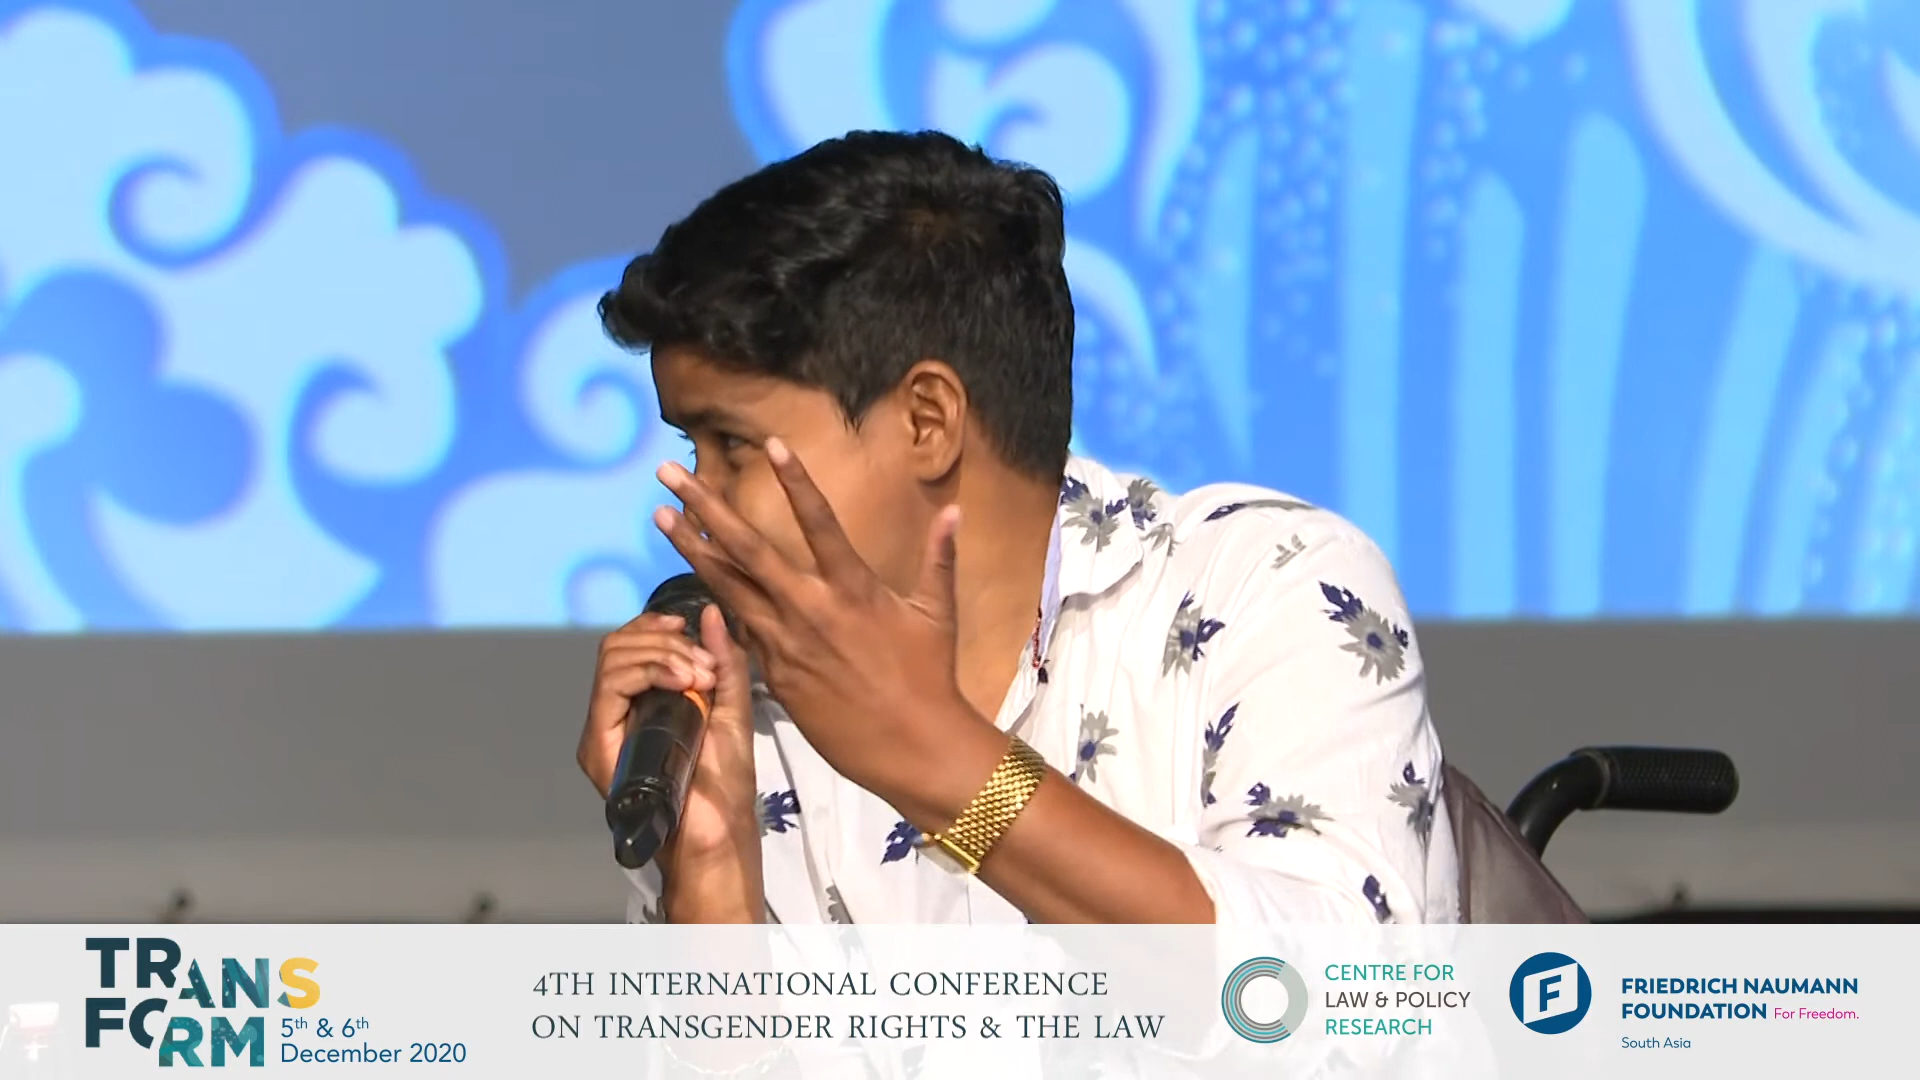 TRANS
FORM
5th & 6th
December 2020
4TH INTERNATIONAL CONFERENCE
ON TRANSGENDER RIGHTS & THE LAW
CENTRE FOR
LAW & POLICY
RESEARCH
F
FRIEDRICH NAUMANN
FOUNDATION For Freedom.
South Asia